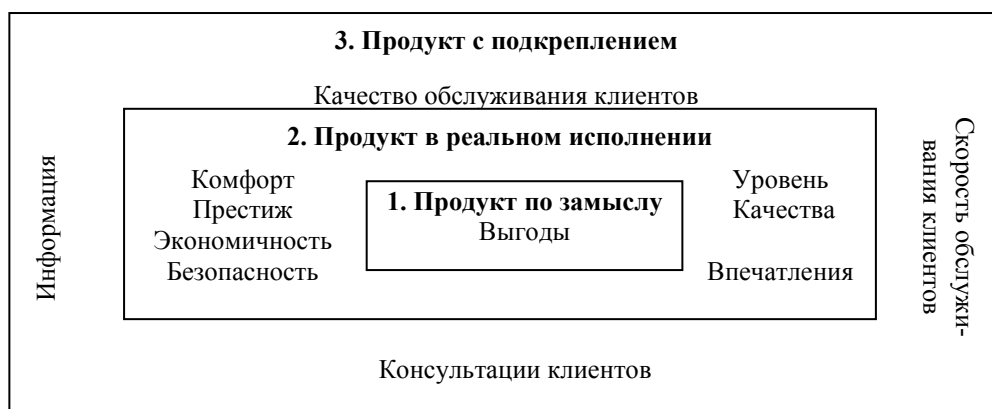 3. Продукт с подкреплением
Качество обслуживания клиентов
Информация
2. Продукт в реальном исполнении
Комфорт
Престиж
Экономичность
Безопасность
1. Продукт по замыслу
Выгоды
Уровень
Качества
Впечатления
Скорость обслужи-
вания клиентов
Консультации клиентов